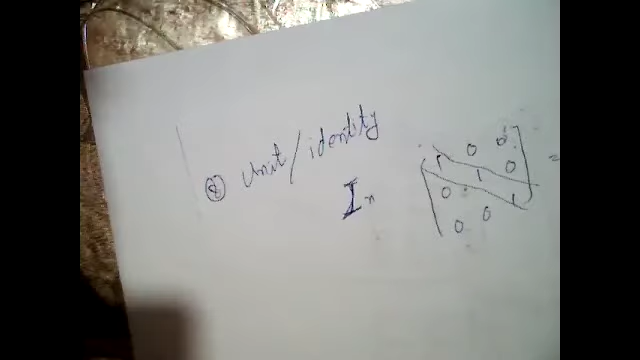 ⑧ unit/identity
I n
1 0 0
0 1 0
0 0 1
=